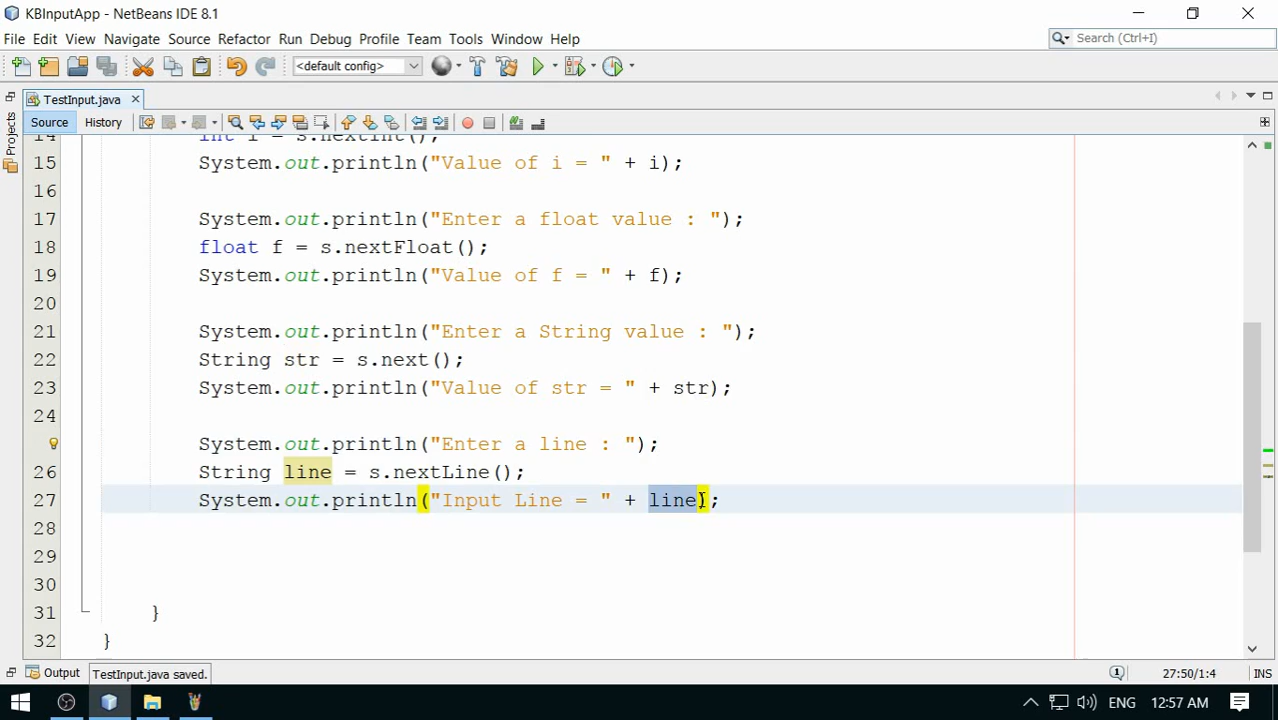 KBInputApp - NetBeans IDE 8.1
File Edit View Navigate Source Refactor Run Debug Profile Team Tools Window Help
Search (Ctrl+I)
<default config>
TestInput.java
Projects
Source History
14 int i = s.nextInt();
15 System.out.println("Value of i = " + i);
16
17 System.out.println("Enter a float value : ");
18 float f = s.nextFloat();
19 System.out.println("Value of f = " + f);
20
21 System.out.println("Enter a String value : ");
22 String str = s.next();
23 System.out.println("Value of str = " + str);
24
System.out.println("Enter a line : ");
26 String line = s.nextLine();
27 System.out.println("Input Line = " + line);
28
29
30
31 }
32 }
Output TestInput.java saved. 27:50/1:4 INS
ENG 12:57 AM